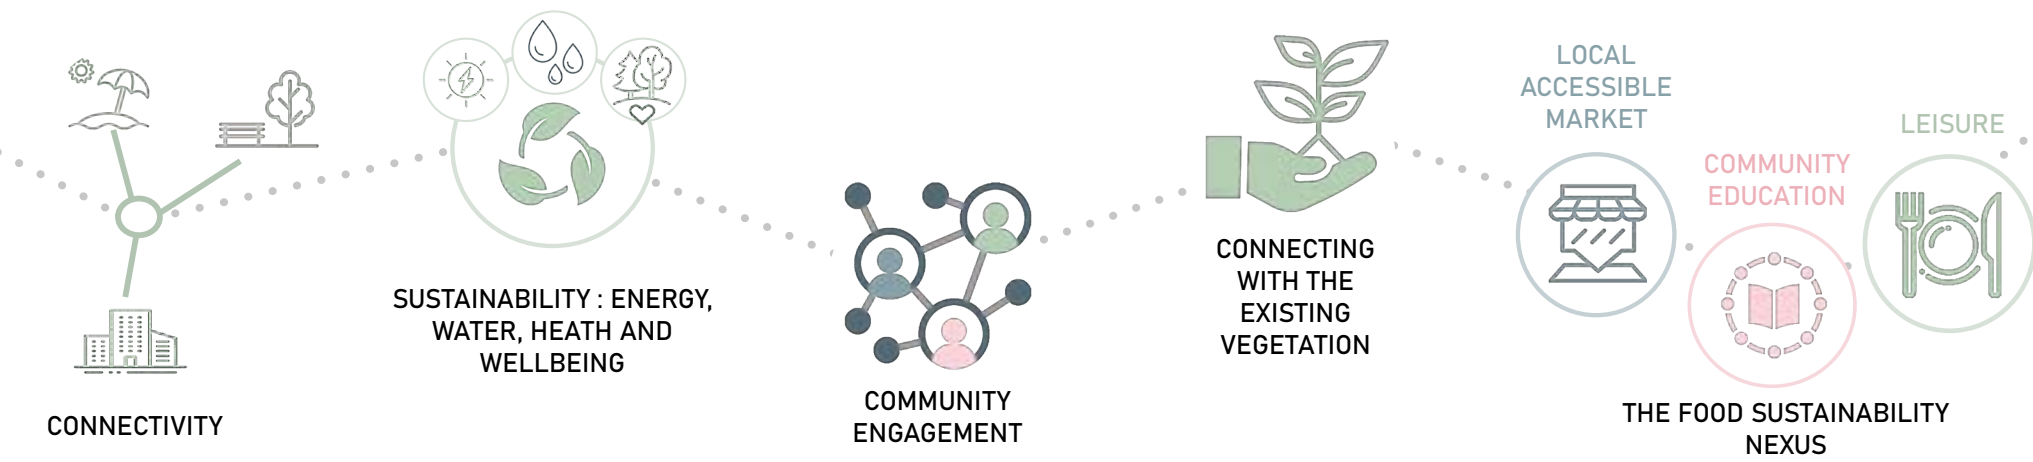 CONNECTIVITY
SUSTAINABILITY : ENERGY,
WATER, HEATH AND
WELLBEING
COMMUNITY
ENGAGEMENT
CONNECTING
WITH THE
EXISTING
VEGETATION
LOCAL
ACCESSIBLE
MARKET
COMMUNITY
EDUCATION
LEISURE
THE FOOD SUSTAINABILITY
NEXUS